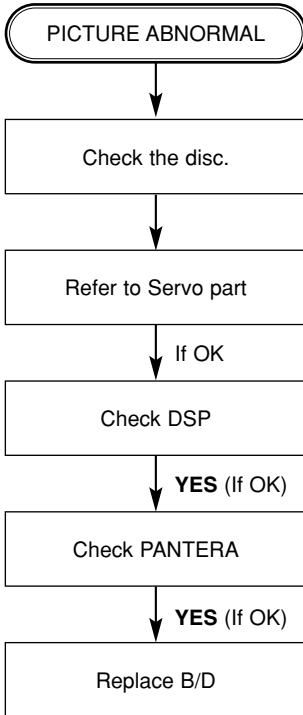 PICTURE ABNORMAL
Check the disc.
Refer to Servo part
If OK
Check DSP
YES (If OK)
Check PANTERA
YES (If OK)
Replace B/D